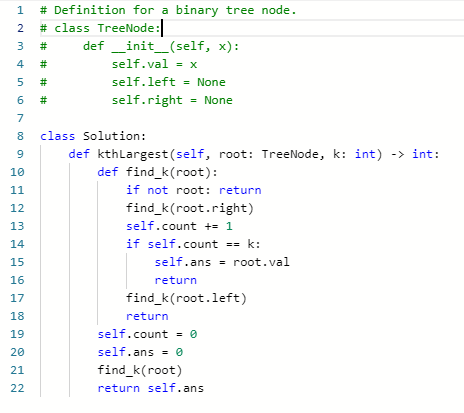 1 # Definition for a binary tree node.
2 # class TreeNode:
3 #     def __init__(self, x):
4 #         self.val = x
5 #         self.left = None
6 #         self.right = None
7
8 class Solution:
9     def kthLargest(self, root: TreeNode, k: int) -> int:
10         def find_k(root):
11             if not root: return
12             find_k(root.right)
13             self.count += 1
14             if self.count == k:
15                 self.ans = root.val
16                 return
17             find_k(root.left)
18             return
19         self.count = 0
20         self.ans = 0
21         find_k(root)
22         return self.ans